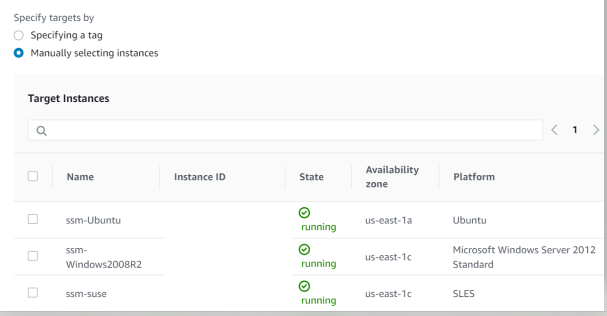 Specify targets by
Specifying a tag
Manually selecting instances
Target Instances
1
Name Instance ID State Availability zone Platform
ssm-Ubuntu running us-east-1a Ubuntu
ssm-Windows2008R2 running us-east-1c Microsoft Windows Server 2012 Standard
ssm-suse running us-east-1c SLES